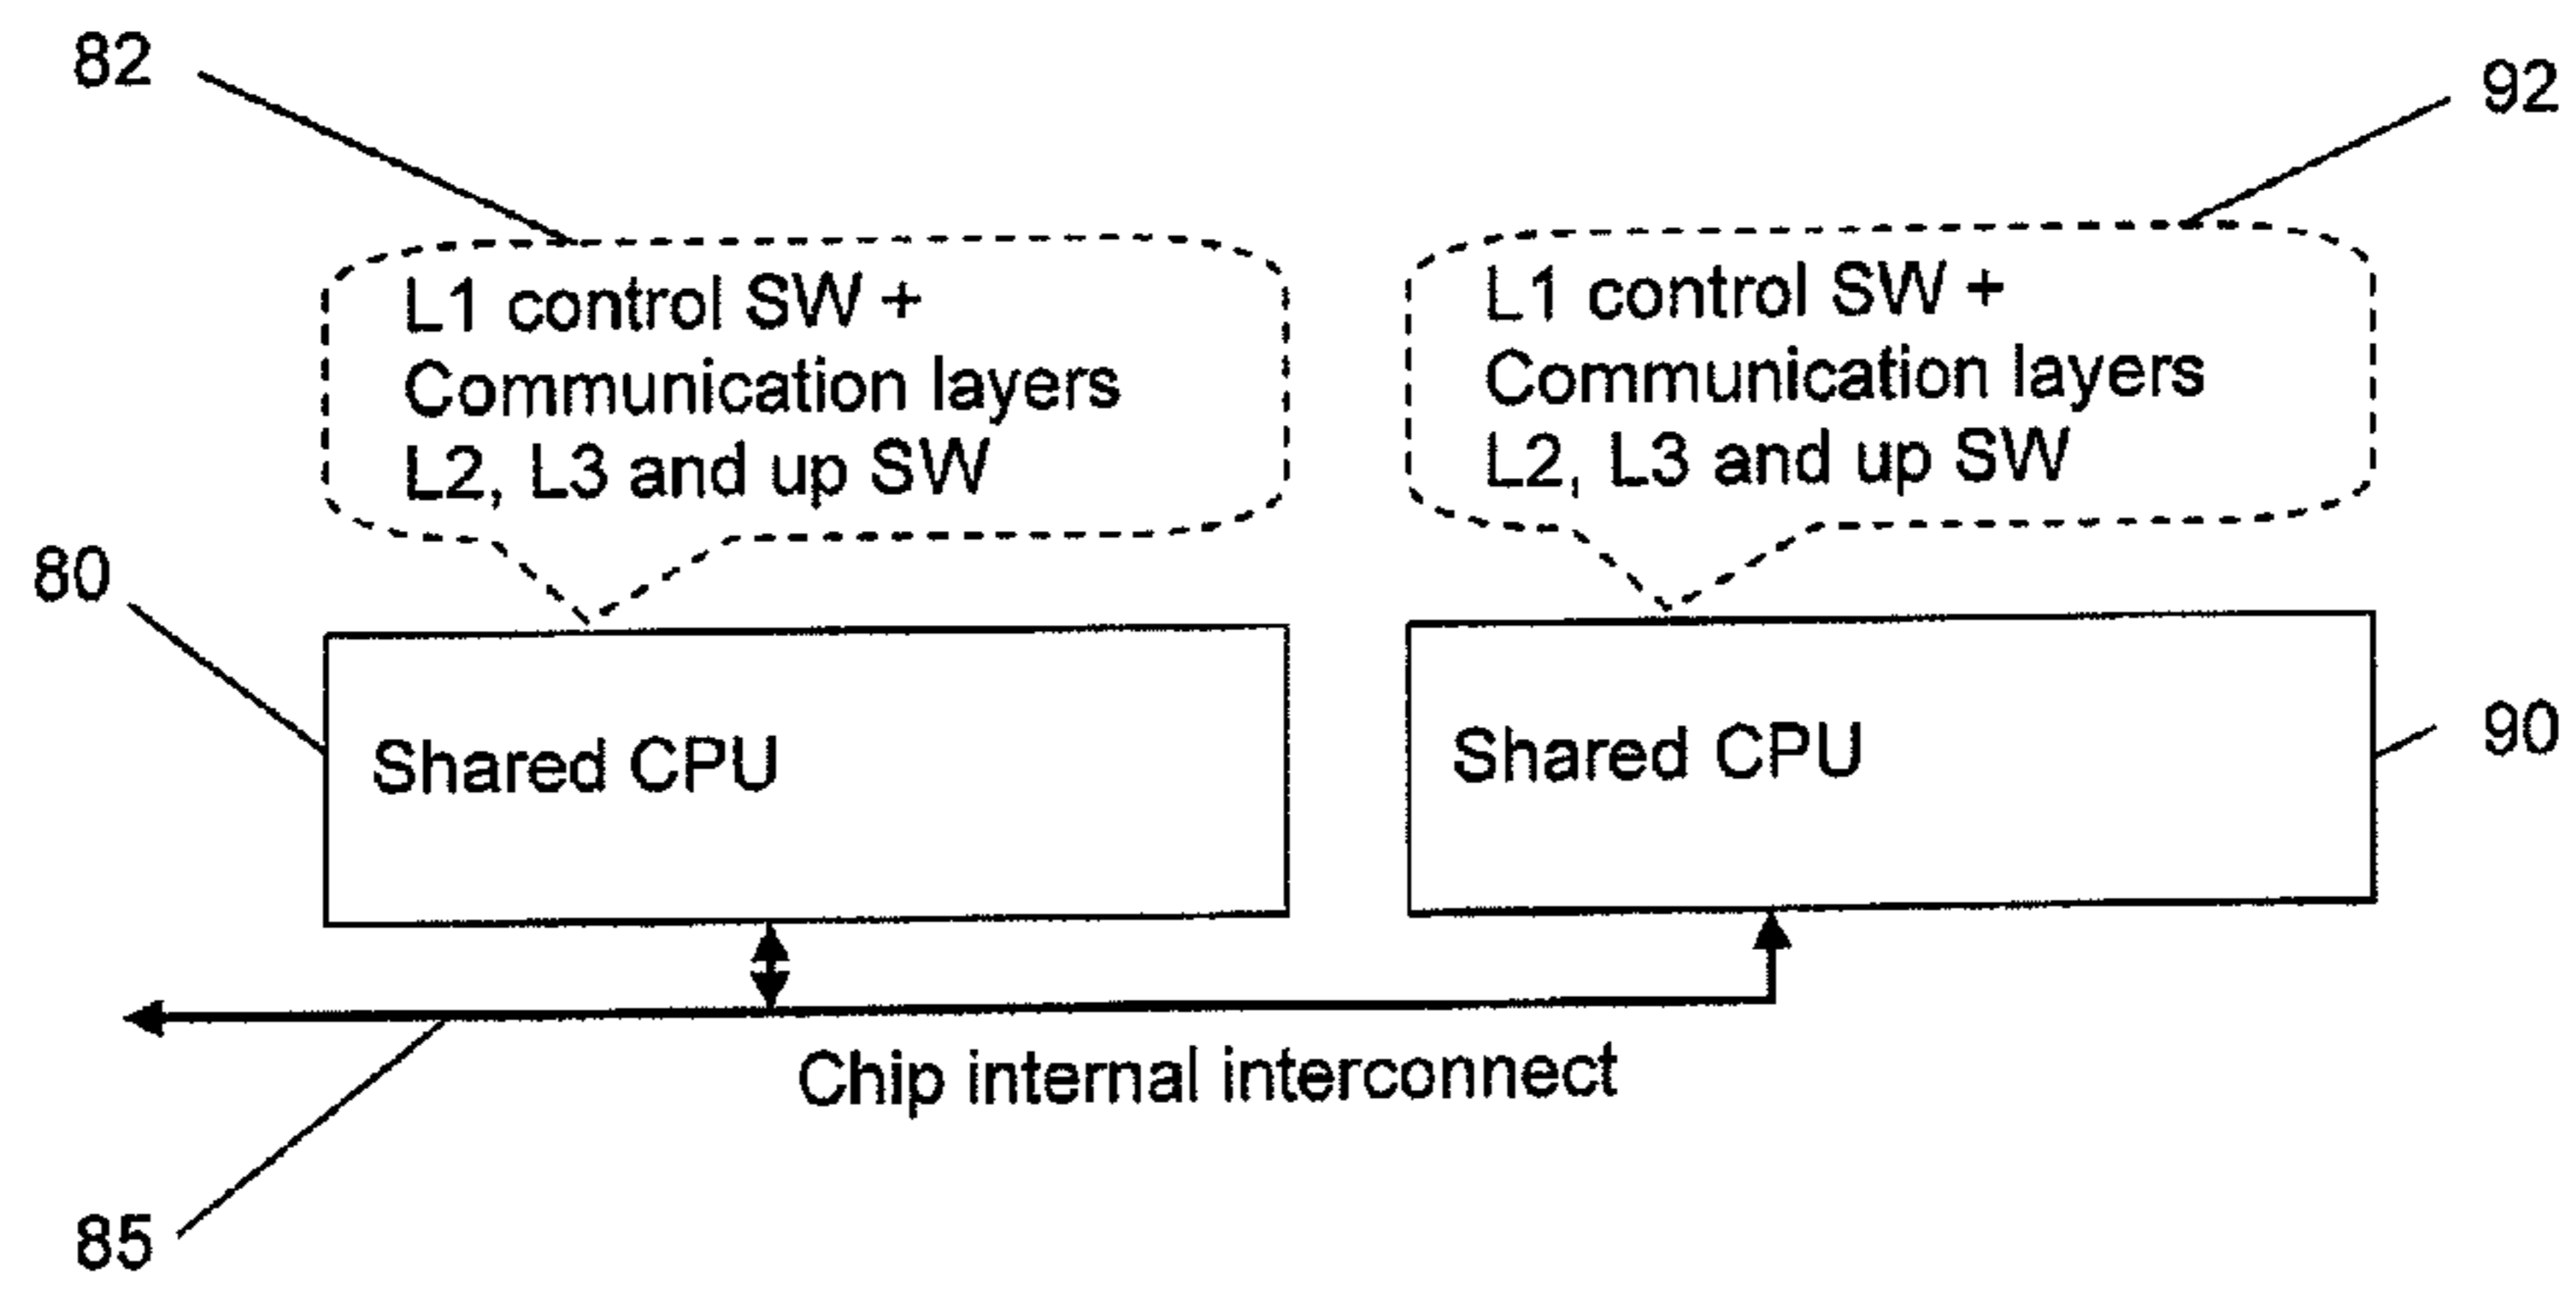 82
92
L1 control SW +
Communication layers
L2, L3 and up SW
L1 control SW +
Communication layers
L2, L3 and up SW
80
Shared CPU
Shared CPU
90
Chip internal interconnect
85